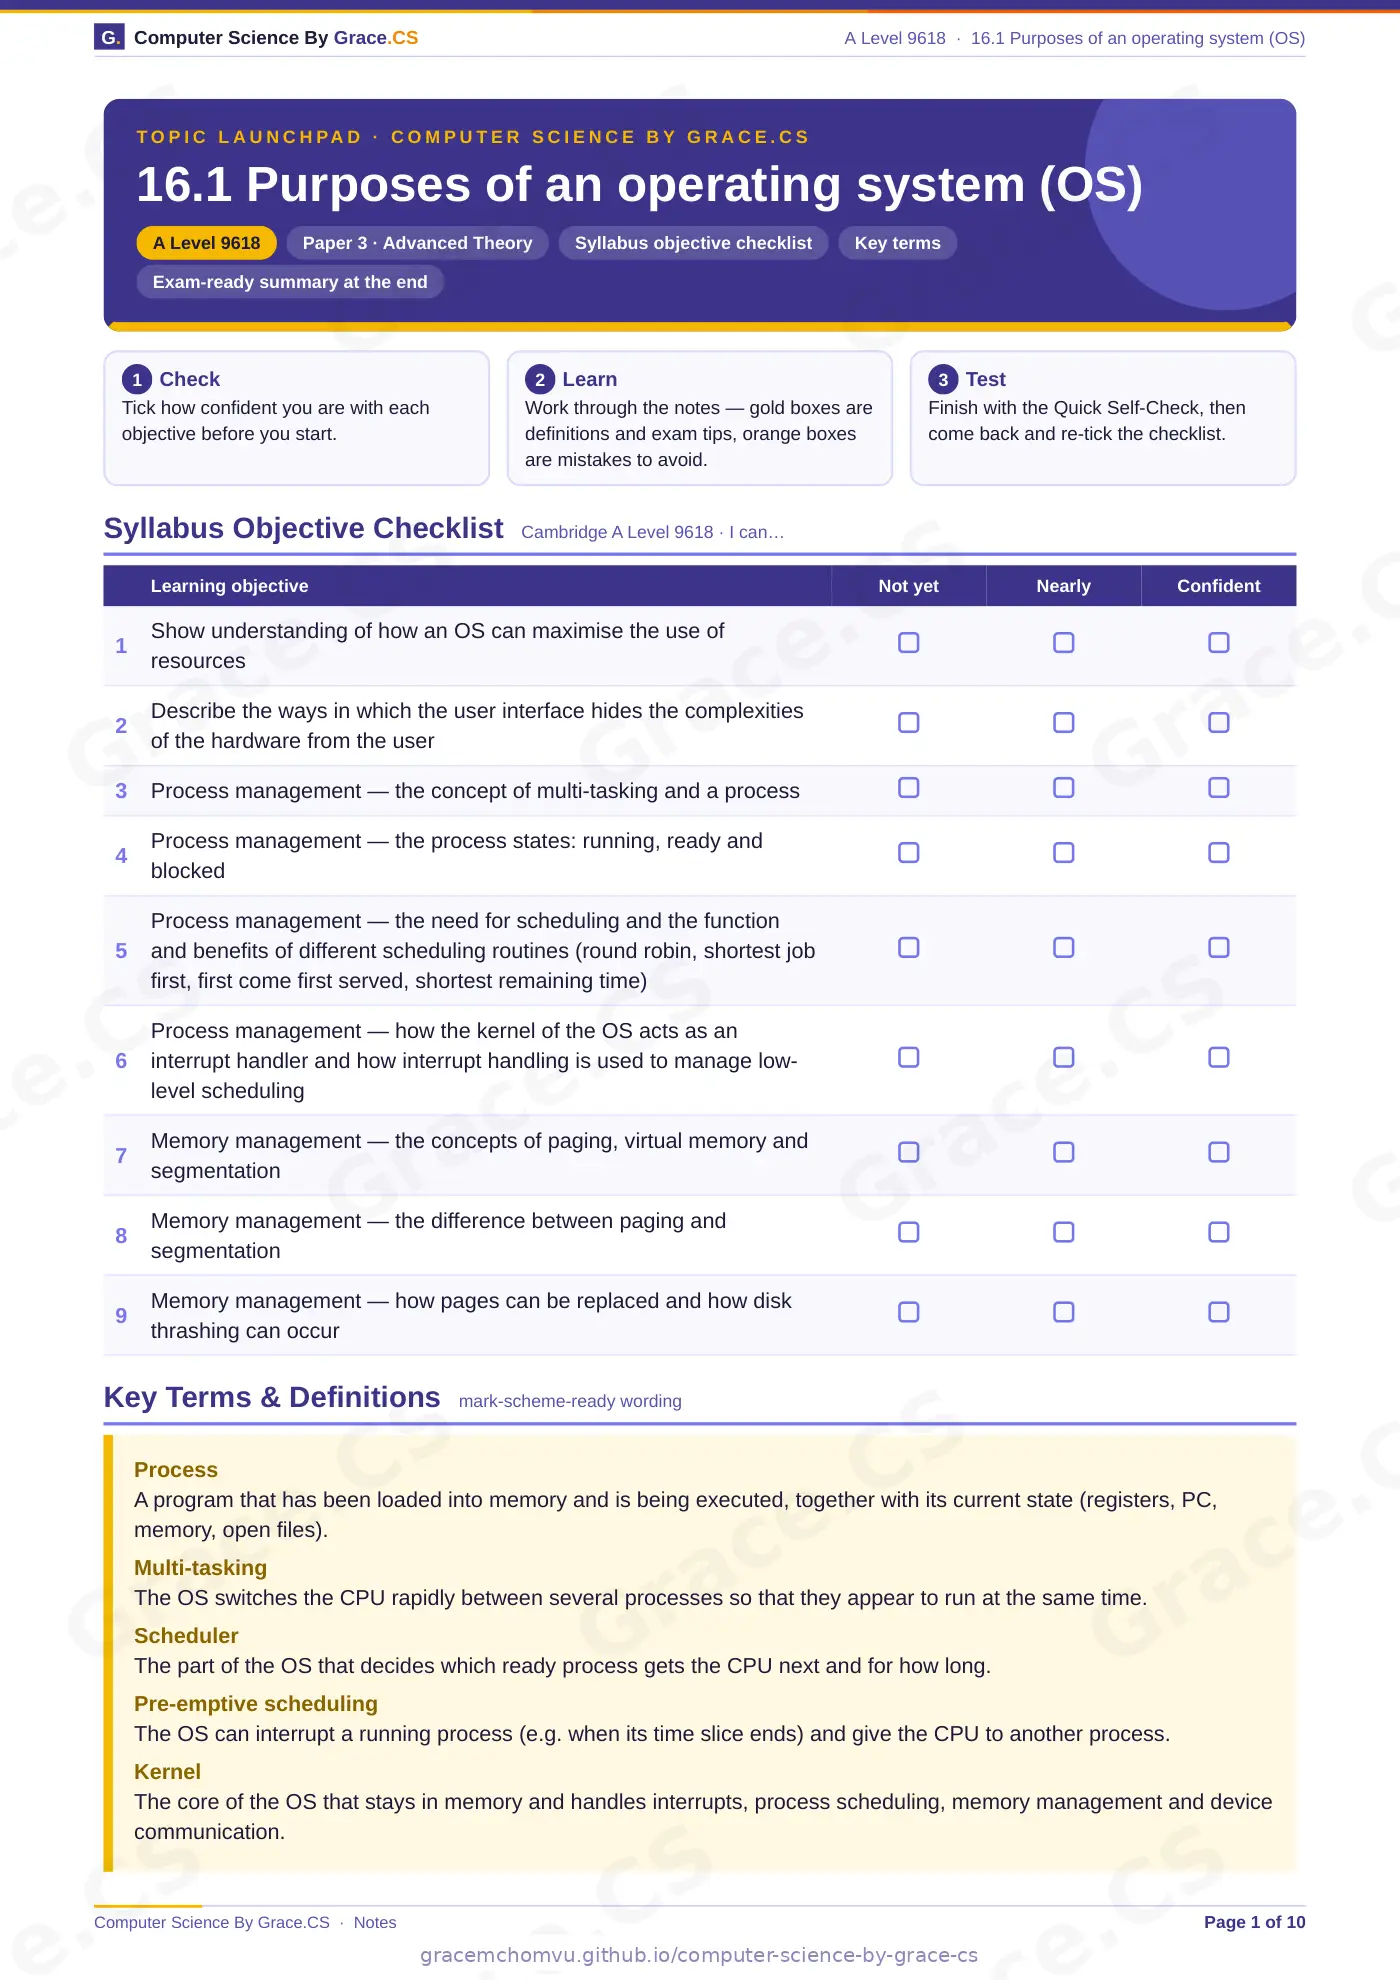 G. Computer Science By Grace.CS
A Level 9618 · 16.1 Purposes of an operating system (OS)
TOPIC LAUNCHPAD · COMPUTER SCIENCE BY GRACE.CS
16.1 Purposes of an operating system (OS)
A Level 9618 Paper 3 · Advanced Theory Syllabus objective checklist Key terms
Exam-ready summary at the end
1 Check
Tick how confident you are with each
objective before you start.
2 Learn
Work through the notes — gold boxes are
definitions and exam tips, orange boxes
are mistakes to avoid.
3 Test
Finish with the Quick Self-Check, then
come back and re-tick the checklist.
Syllabus Objective Checklist Cambridge A Level 9618 · I can…
Learning objective Not yet Nearly Confident
1 Show understanding of how an OS can maximise the use of
resources
2 Describe the ways in which the user interface hides the complexities
of the hardware from the user
3 Process management — the concept of multi-tasking and a process
4 Process management — the process states: running, ready and
blocked
5 Process management — the need for scheduling and the function
and benefits of different scheduling routines (round robin, shortest job
first, first come first served, shortest remaining time)
6 Process management — how the kernel of the OS acts as an
interrupt handler and how interrupt handling is used to manage low-
level scheduling
7 Memory management — the concepts of paging, virtual memory and
segmentation
8 Memory management — the difference between paging and
segmentation
9 Memory management — how pages can be replaced and how disk
thrashing can occur
Key Terms & Definitions mark-scheme-ready wording
Process
A program that has been loaded into memory and is being executed, together with its current state (registers, PC,
memory, open files).
Multi-tasking
The OS switches the CPU rapidly between several processes so that they appear to run at the same time.
Scheduler
The part of the OS that decides which ready process gets the CPU next and for how long.
Pre-emptive scheduling
The OS can interrupt a running process (e.g. when its time slice ends) and give the CPU to another process.
Kernel
The core of the OS that stays in memory and handles interrupts, process scheduling, memory management and device
communication.
Computer Science By Grace.CS · Notes
Page 1 of 10
gracemchomvu.github.io/computer-science-by-grace-cs